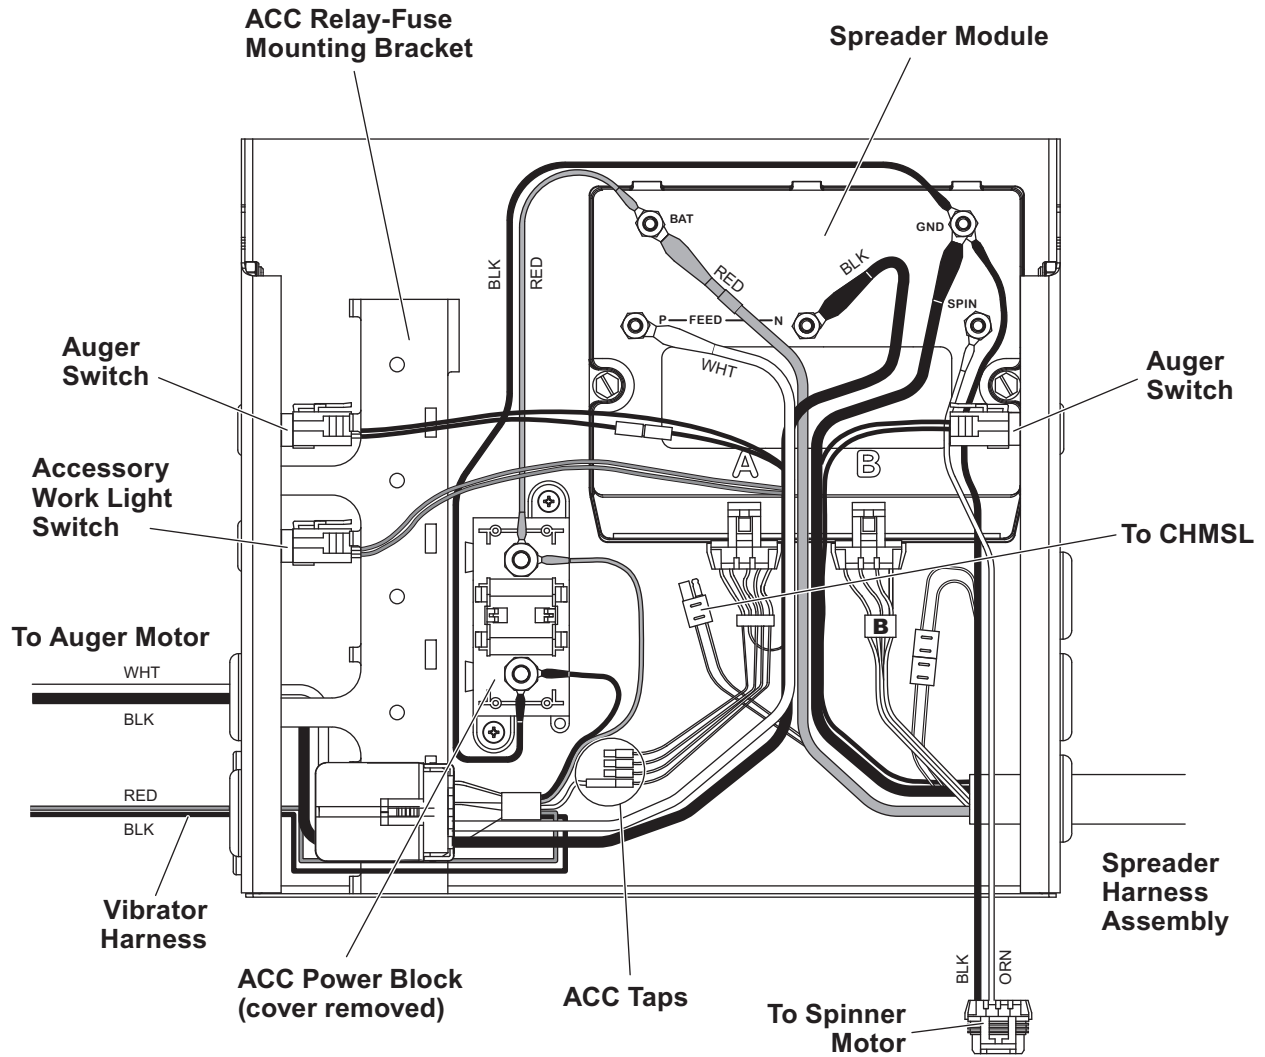 ACC Relay-Fuse
Mounting Bracket
Spreader Module
BAT
GND
BLK
RED
RED
BLK
SPIN
P—FEED—N
WHT
Auger
Switch
Auger
Switch
Accessory
Work Light
Switch
A
B
To CHMSL
B
To Auger Motor
WHT
BLK
RED
BLK
Vibrator
Harness
Spreader
Harness
Assembly
ACC Power Block
(cover removed)
ACC Taps
BLK
ORN
To Spinner
Motor